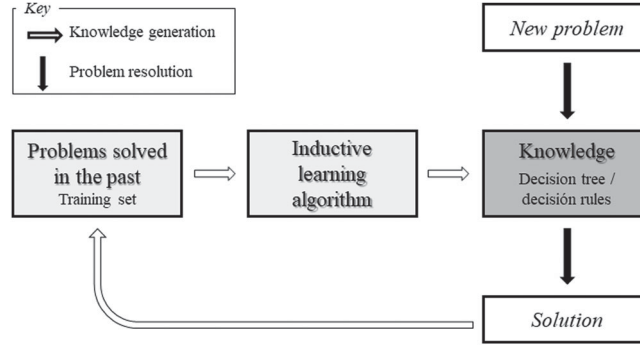 Key
Knowledge generation
Problem resolution
New problem
Problems solved
in the past
Training set
Inductive
learning
algorithm
Knowledge
Decision tree /
decisión rules
Solution